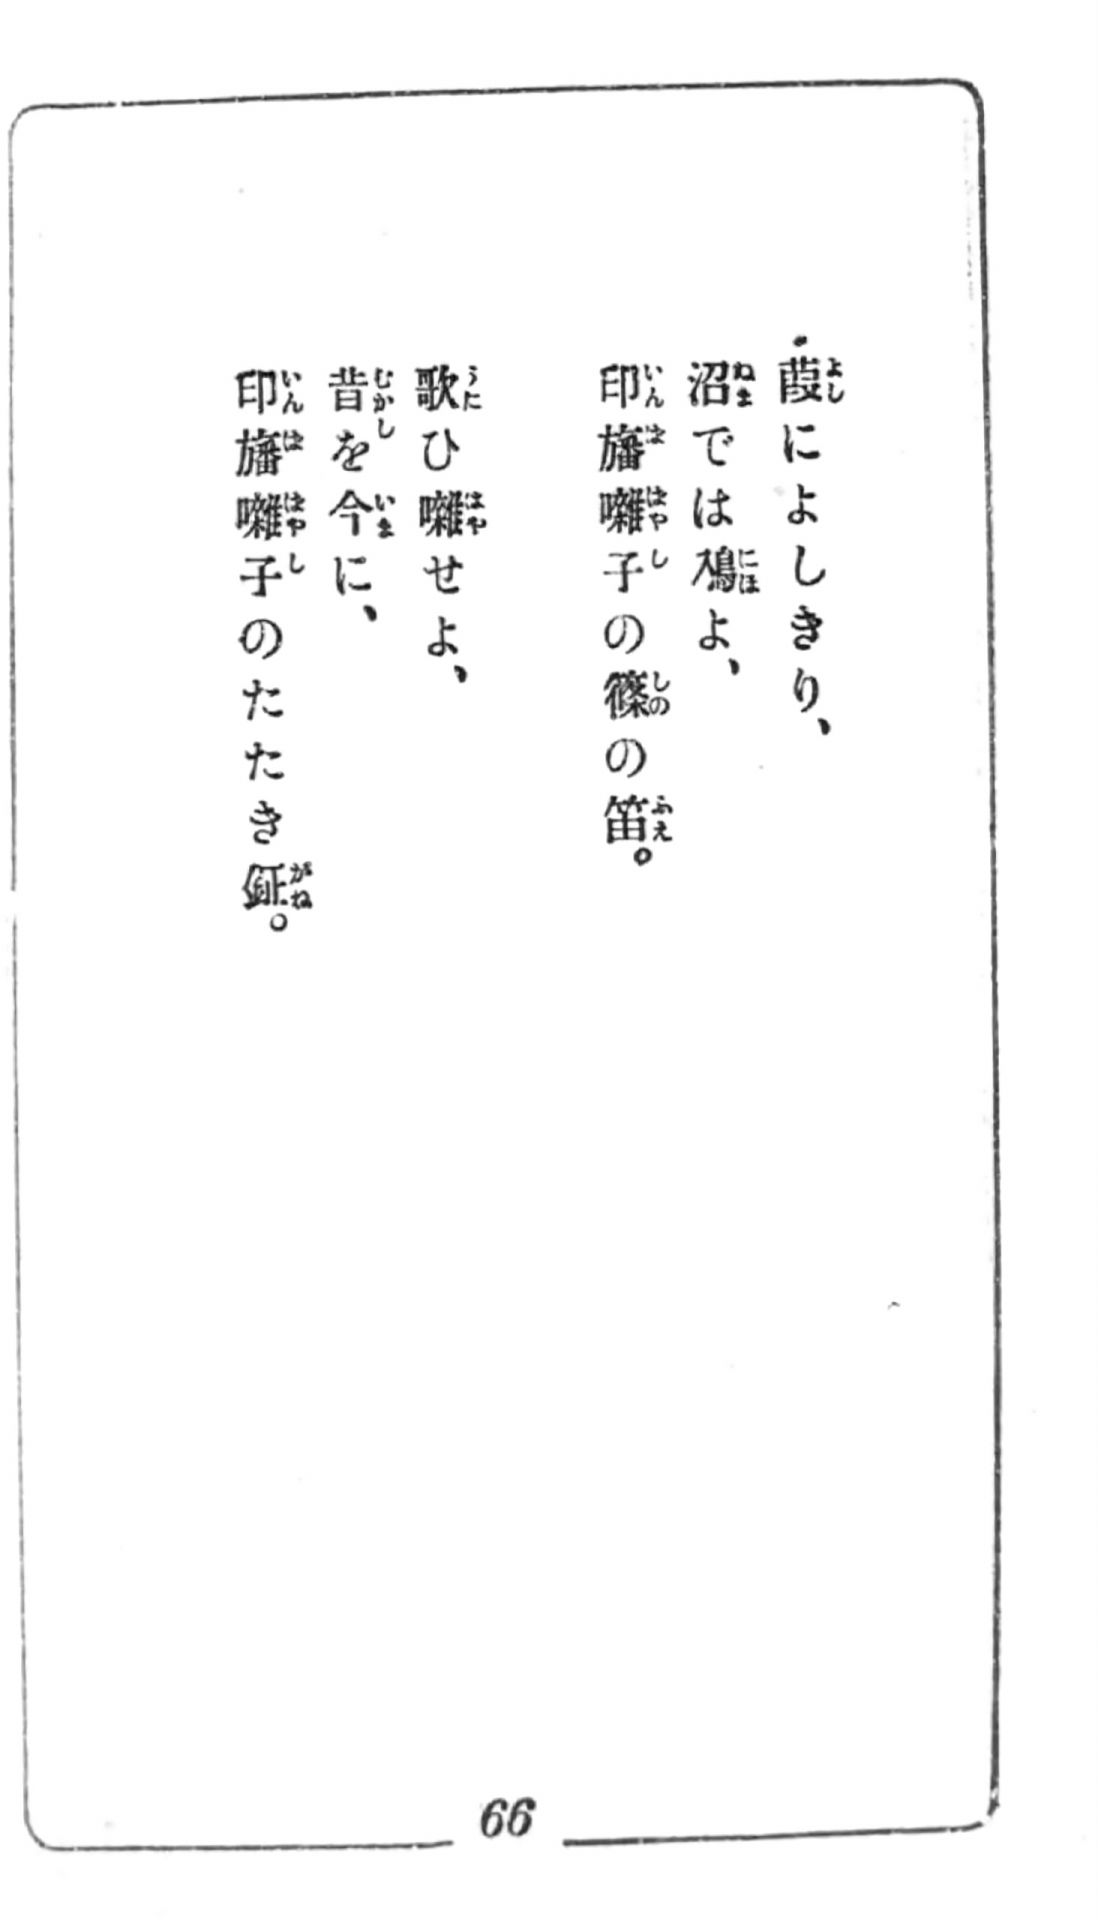 葭によしきり、
沼では鳰よ、
印旛囃子の篠の笛。
歌ひ囃せよ、
昔を今に、
印旛囃子のたたき鉦。
66